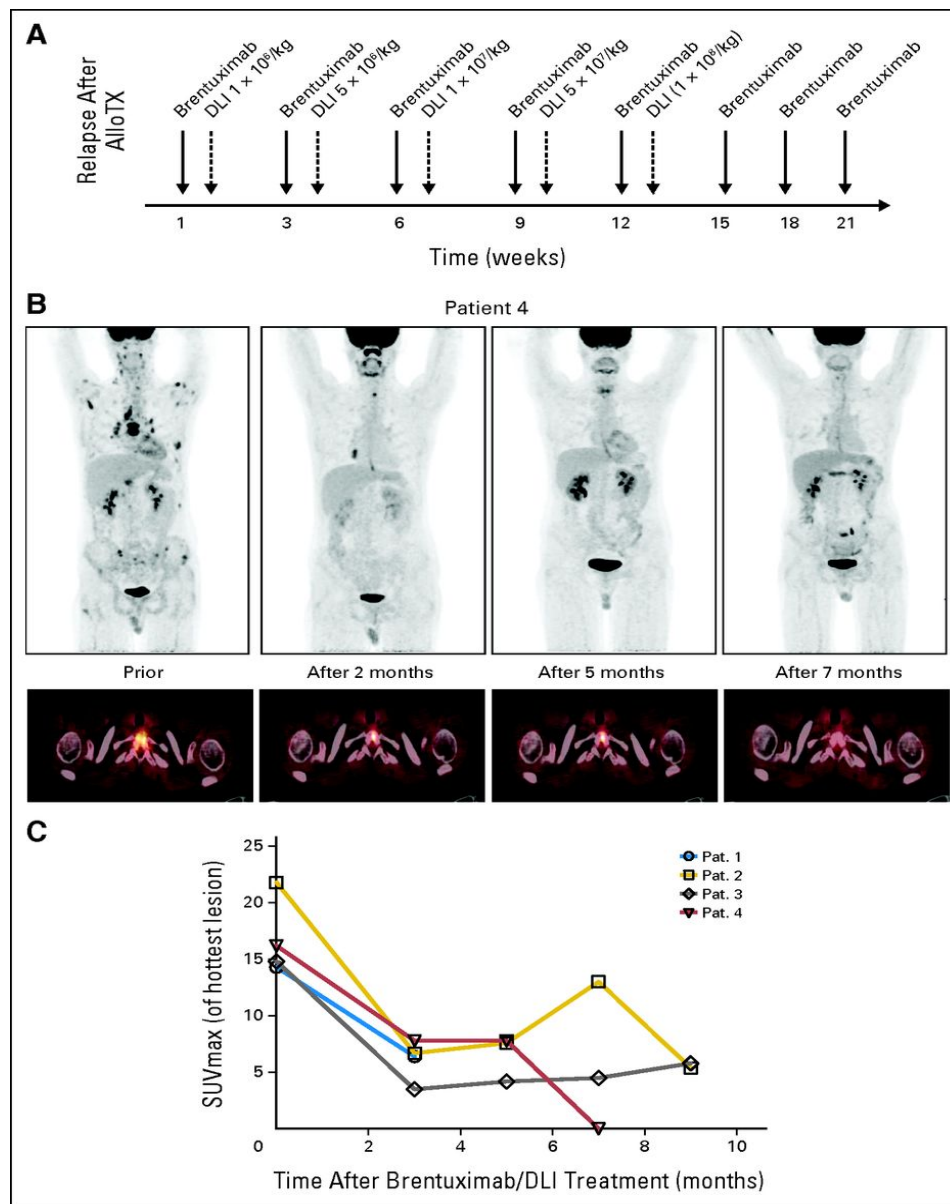 A
Relapse After
AlloTX
Brentuximab
DLI 1 × 10⁶/kg
Brentuximab
DLI 5 × 10⁶/kg
Brentuximab
DLI 1 × 10⁷/kg
Brentuximab
DLI 5 × 10⁷/kg
Brentuximab
DLI (1 × 10⁸/kg)
Brentuximab
Brentuximab
Brentuximab
1 3 6 9 12 15 18 21
Time (weeks)
B
Patient 4
Prior After 2 months After 5 months After 7 months
C
SUVmax (of hottest lesion)
25
20
15
10
5
0 2 4 6 8 10
Pat. 1
Pat. 2
Pat. 3
Pat. 4
Time After Brentuximab/DLI Treatment (months)